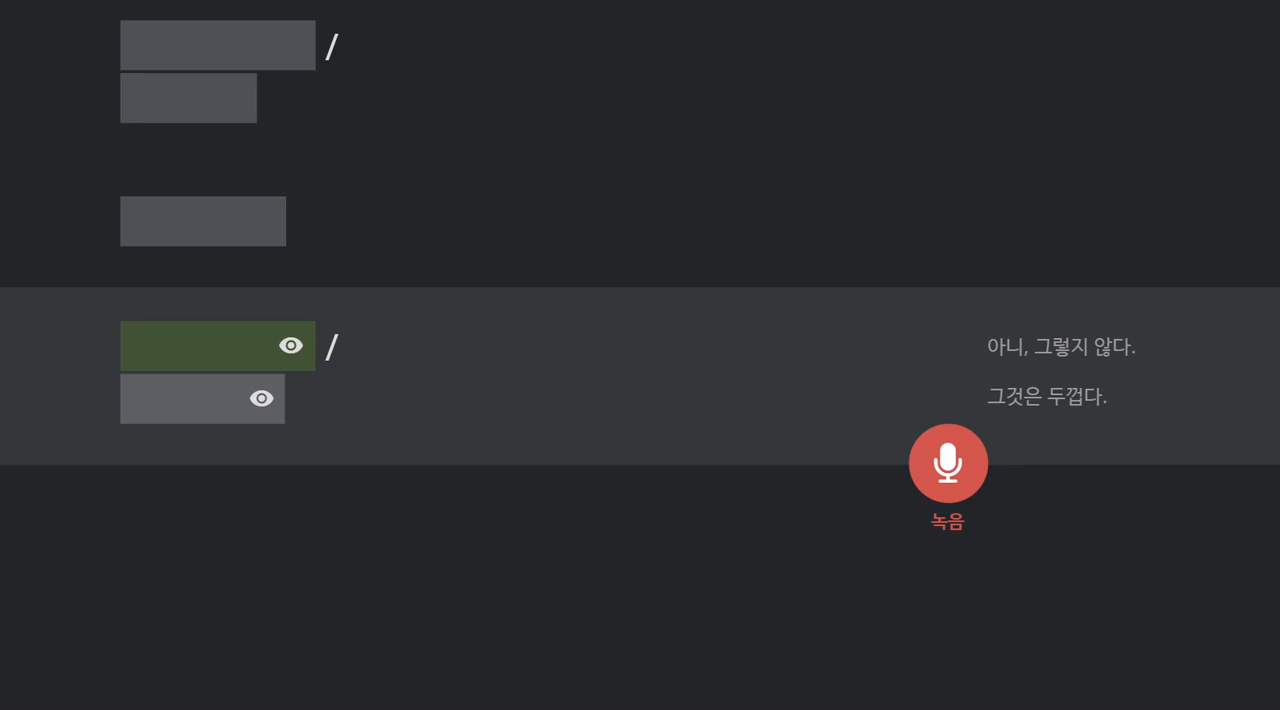 /
/
아니, 그렇지 않다.
그것은 두껍다.
녹음